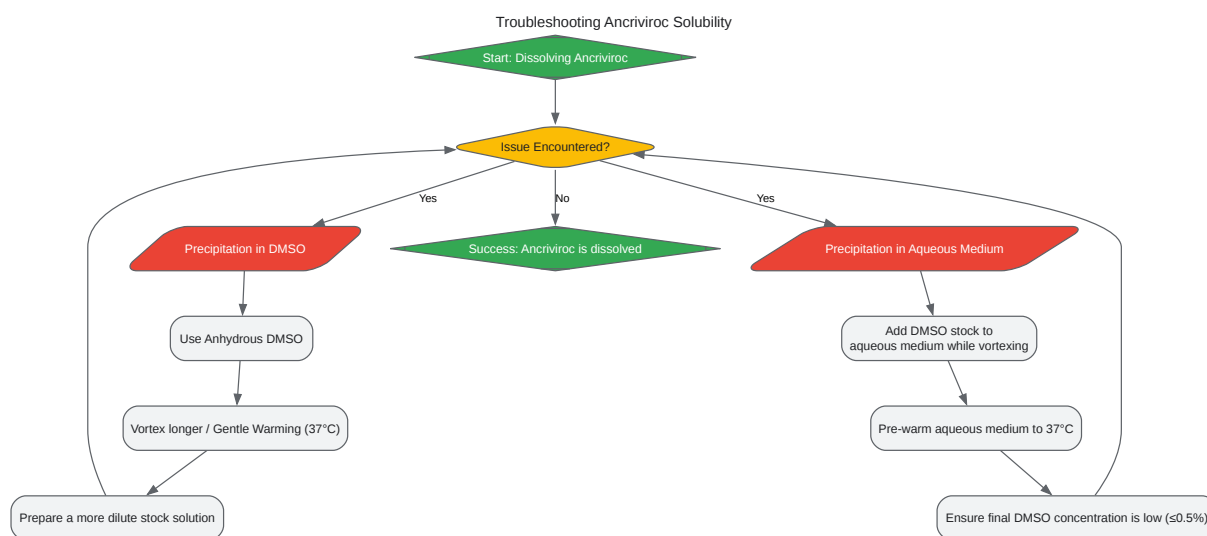 Troubleshooting Ancriviroc Solubility
Start: Dissolving Ancriviroc
Issue Encountered?
Yes
No
Yes
Precipitation in DMSO
Success: Ancriviroc is dissolved
Precipitation in Aqueous Medium
Use Anhydrous DMSO
Add DMSO stock to
aqueous medium while vortexing
Vortex longer / Gentle Warming (37°C)
Pre-warm aqueous medium to 37°C
Prepare a more dilute stock solution
Ensure final DMSO concentration is low (≤0.5%)